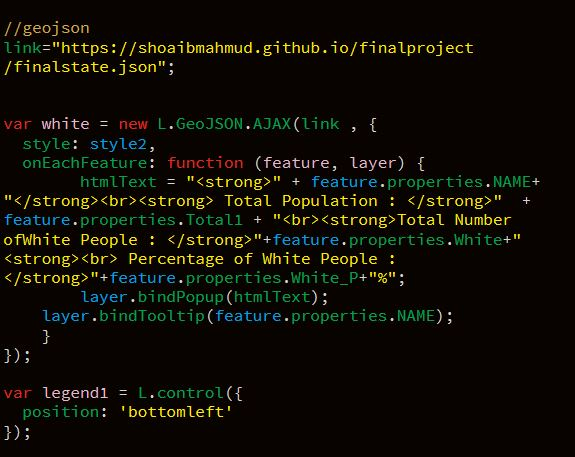 //geojson
link="https://shoaibmahmud.github.io/finalproject
/finalstate.json";
var white = new L.GeoJSON.AJAX(link , {
style: style2,
onEachFeature: function (feature, layer) {
htmlText = "<strong>" + feature.properties.NAME+
"</strong><br><strong> Total Population : </strong>"  +
feature.properties.Total1 + "<br><strong>Total Number
ofWhite People : </strong>"+feature.properties.White+"
<strong><br> Percentage of White People :
</strong>"+feature.properties.White_P+"%";
layer.bindPopup(htmlText);
layer.bindTooltip(feature.properties.NAME);
}
});
var legend1 = L.control({
position: 'bottomleft'
});